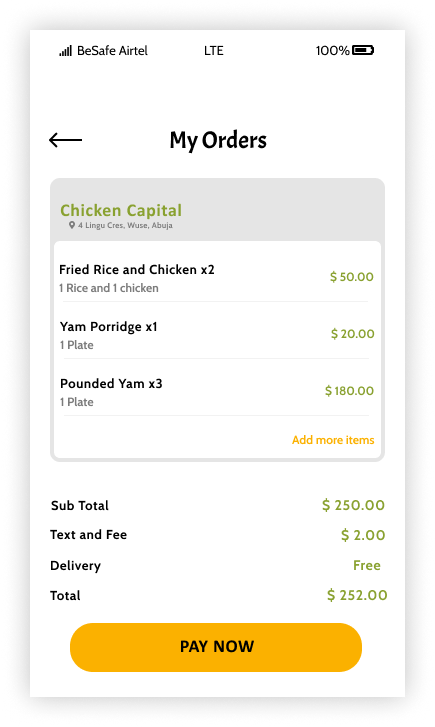 BeSafe Airtel LTE 100%
My Orders
Chicken Capital
4 Lingu Cres, Wuse, Abuja
Fried Rice and Chicken x2 $ 50.00
1 Rice and 1 chicken
Yam Porridge x1 $ 20.00
1 Plate
Pounded Yam x3 $ 180.00
1 Plate
Add more items
Sub Total $ 250.00
Text and Fee $ 2.00
Delivery Free
Total $ 252.00
PAY NOW